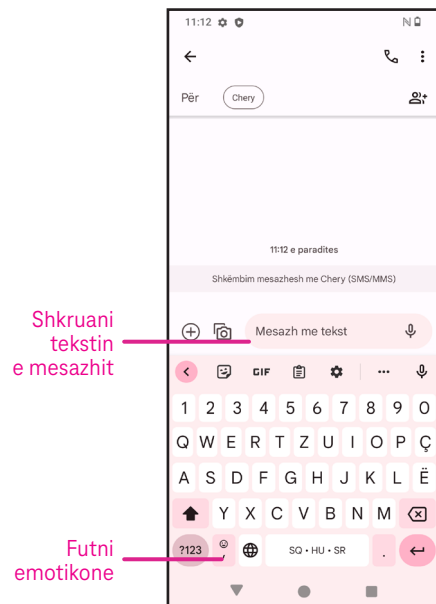 11:12
Për
Chery
11:12 e paradites
Shkëmbim mesazhesh me Chery (SMS/MMS)
Shkruani
tekstin
e mesazhit
Mesazh me tekst
GIF
1 2 3 4 5 6 7 8 9 0
Q W E R T Z U I O P Ç
A S D F G H J K L Ë
Y X C V B N M
Futni
emotikone
?123 , SQ • HU • SR .